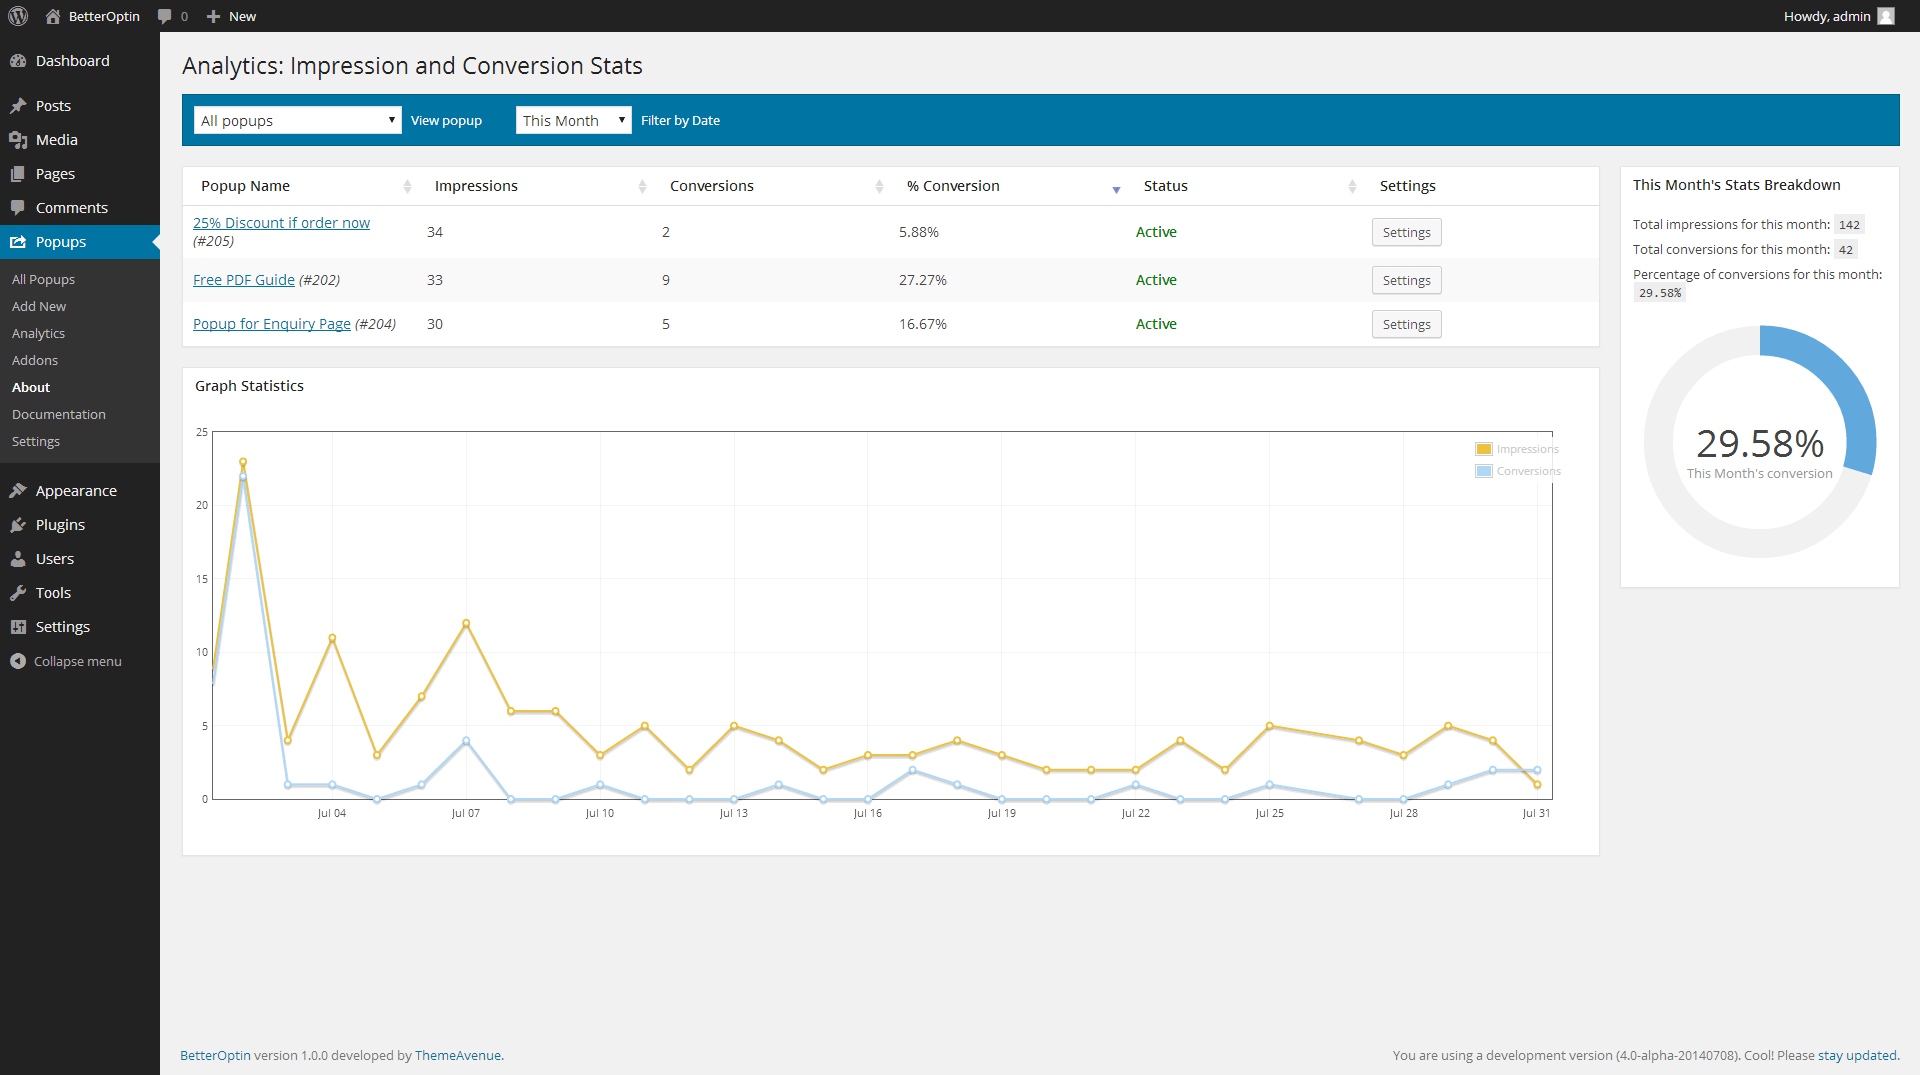 BetterOptin 0 New Howdy, admin
Dashboard
Posts
Media
Pages
Comments
Popups
All Popups
Add New
Analytics
Addons
About
Documentation
Settings
Appearance
Plugins
Users
Tools
Settings
Collapse menu
Analytics: Impression and Conversion Stats
All popups View popup This Month Filter by Date
Popup Name Impressions Conversions % Conversion Status Settings
25% Discount if order now
(#205) 34 2 5.88% Active Settings
Free PDF Guide (#202) 33 9 27.27% Active Settings
Popup for Enquiry Page (#204) 30 5 16.67% Active Settings
Graph Statistics
25
20
15
10
5
0
Impressions
Conversions
Jul 04 Jul 07 Jul 10 Jul 13 Jul 16 Jul 19 Jul 22 Jul 25 Jul 28 Jul 31
This Month's Stats Breakdown
Total impressions for this month: 142
Total conversions for this month: 42
Percentage of conversions for this month:
29.58%
29.58%
This Month's conversion
BetterOptin version 1.0.0 developed by ThemeAvenue.
You are using a development version (4.0-alpha-20140708). Cool! Please stay updated.